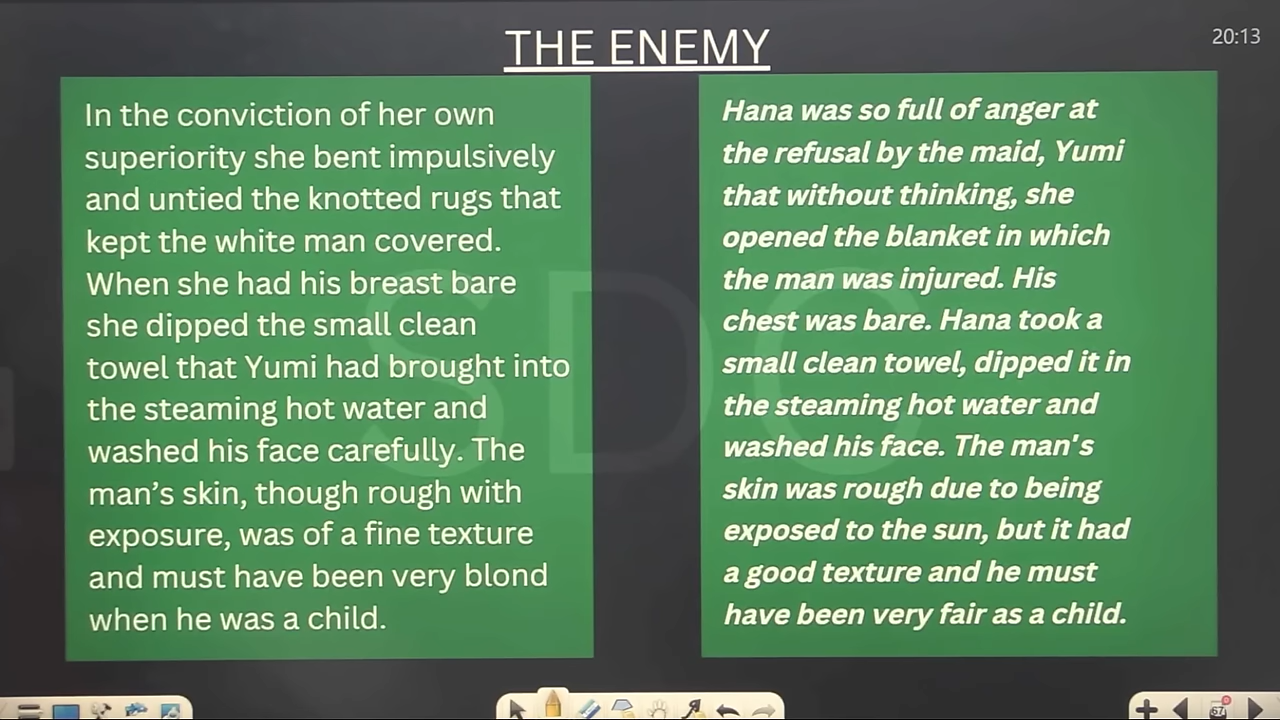 THE ENEMY
20:13
In the conviction of her own
superiority she bent impulsively
and untied the knotted rugs that
kept the white man covered.
When she had his breast bare
she dipped the small clean
towel that Yumi had brought into
the steaming hot water and
washed his face carefully. The
man’s skin, though rough with
exposure, was of a fine texture
and must have been very blond
when he was a child.
Hana was so full of anger at
the refusal by the maid, Yumi
that without thinking, she
opened the blanket in which
the man was injured. His
chest was bare. Hana took a
small clean towel, dipped it in
the steaming hot water and
washed his face. The man's
skin was rough due to being
exposed to the sun, but it had
a good texture and he must
have been very fair as a child.
SDC
67